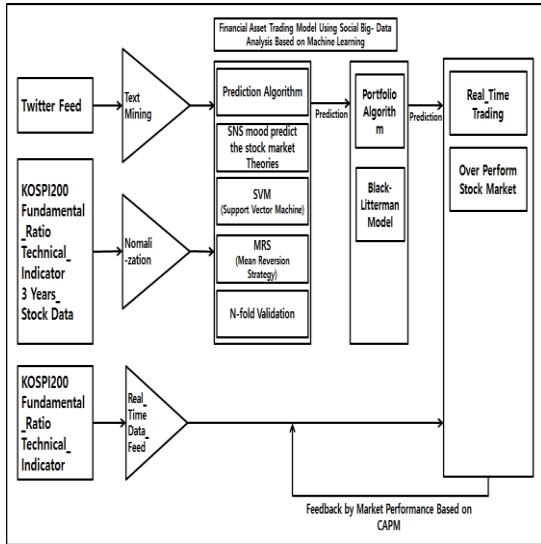 Financial Asset Trading Model Using Social Big- Data
Analysis Based on Machine Learning
Twitter Feed
Text
Mining
Prediction Algorithm
SNS mood predict
the stock market
Theories
SVM
(Support Vector Machine)
MRS
(Mean Reversion
Strategy)
N-fold Validation
Prediction
Portfolio
Algorith
m
Black-
Litterman
Model
Prediction
Real_Time
Trading
Over Perform
Stock Market
KOSPI200
Fundamental
_Ratio
Technical_
Indicator
3 Years_
Stock Data
Nomali
-zation
KOSPI200
Fundamental
_Ratio
Technical_
Indicator
Real_
Time
Data_
Feed
Feedback by Market Performance Based on
CAPM